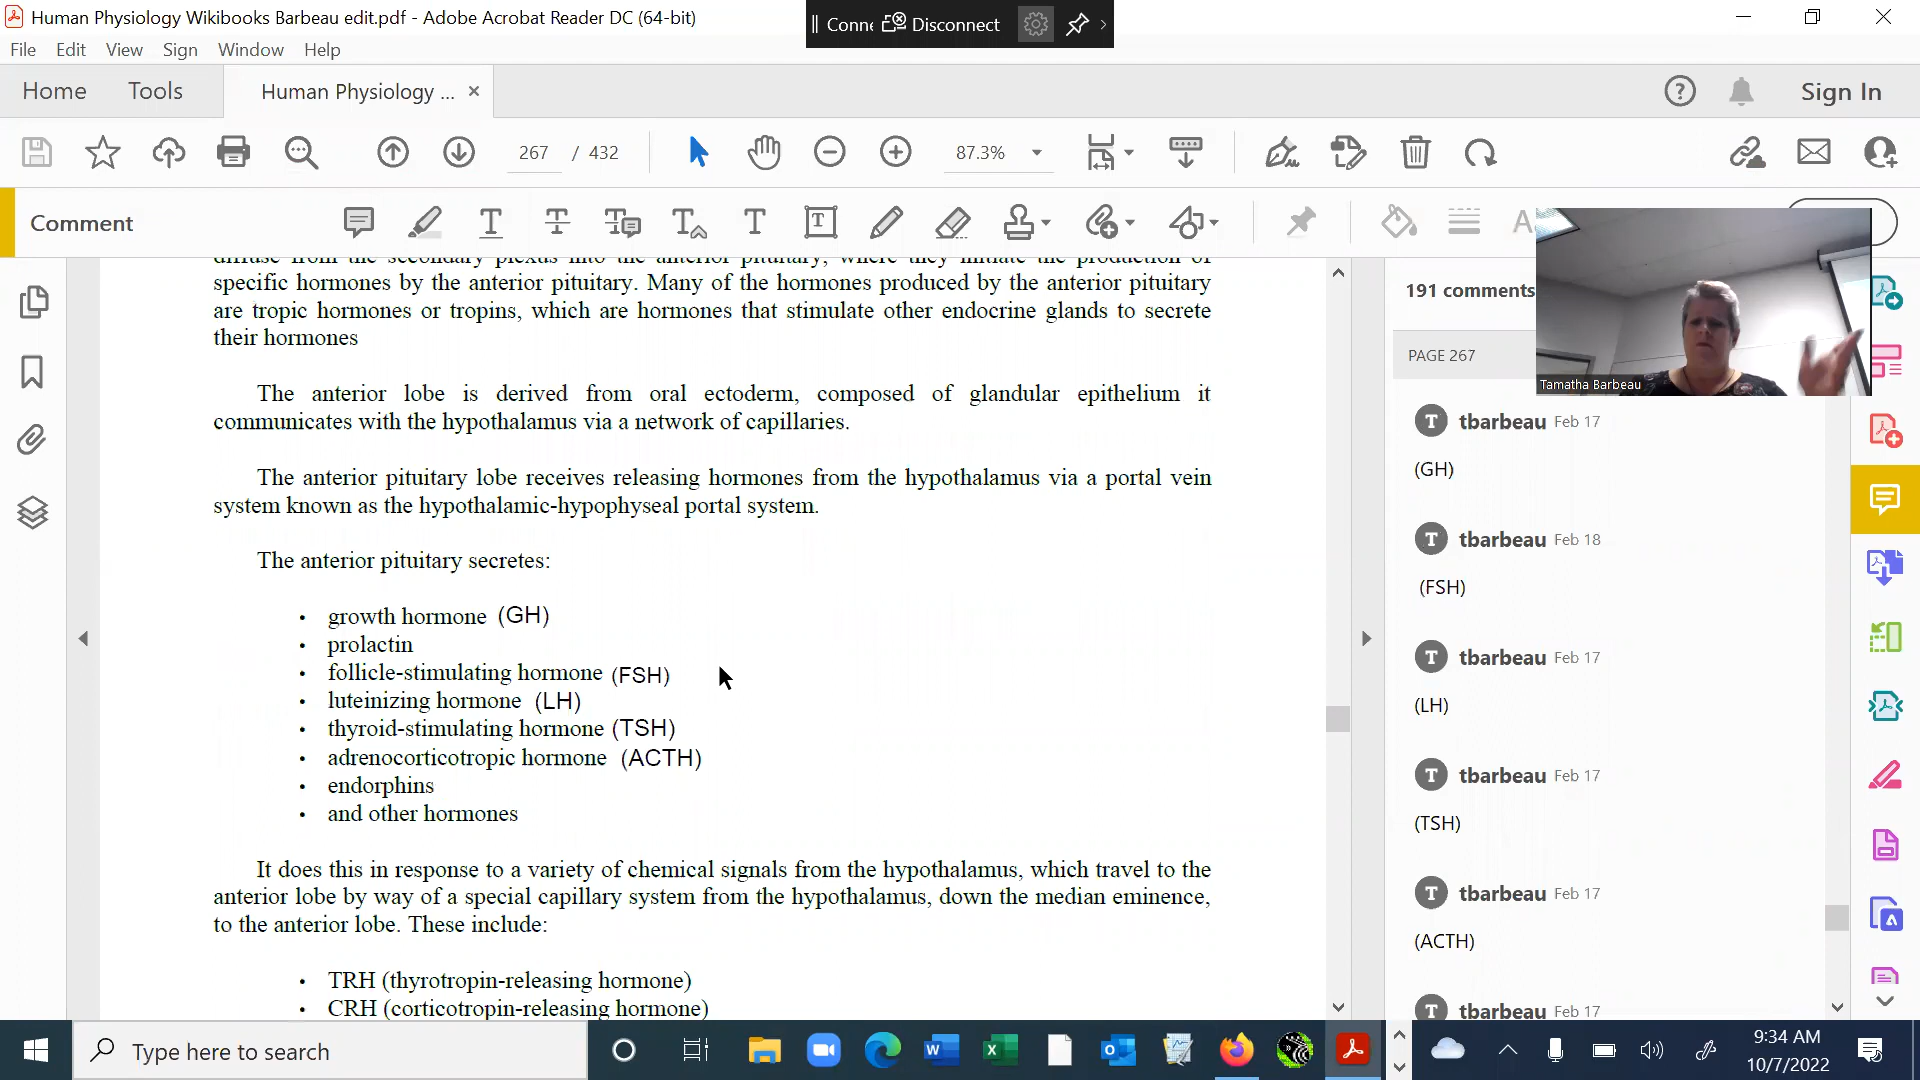 Human Physiology Wikibooks Barbeau edit.pdf - Adobe Acrobat Reader DC (64-bit)
Conne Disconnect
File Edit View Sign Window Help
Home Tools Human Physiology ... × Sign In
267 / 432 87.3%
Comment
diffuse from the secondary plexus into the anterior pituitary, where they initiate the production of
specific hormones by the anterior pituitary. Many of the hormones produced by the anterior pituitary
are tropic hormones or tropins, which are hormones that stimulate other endocrine glands to secrete
their hormones
The anterior lobe is derived from oral ectoderm, composed of glandular epithelium it
communicates with the hypothalamus via a network of capillaries.
The anterior pituitary lobe receives releasing hormones from the hypothalamus via a portal vein
system known as the hypothalamic-hypophyseal portal system.
The anterior pituitary secretes:
• growth hormone (GH)
• prolactin
• follicle-stimulating hormone (FSH)
• luteinizing hormone (LH)
• thyroid-stimulating hormone (TSH)
• adrenocorticotropic hormone (ACTH)
• endorphins
• and other hormones
It does this in response to a variety of chemical signals from the hypothalamus, which travel to the
anterior lobe by way of a special capillary system from the hypothalamus, down the median eminence,
to the anterior lobe. These include:
• TRH (thyrotropin-releasing hormone)
• CRH (corticotropin-releasing hormone)
191 comments
PAGE 267
Tamatha Barbeau
T tbarbeau Feb 17
(GH)
T tbarbeau Feb 18
(FSH)
T tbarbeau Feb 17
(LH)
T tbarbeau Feb 17
(TSH)
T tbarbeau Feb 17
(ACTH)
T tbarbeau Feb 17
Type here to search
9:34 AM
10/7/2022